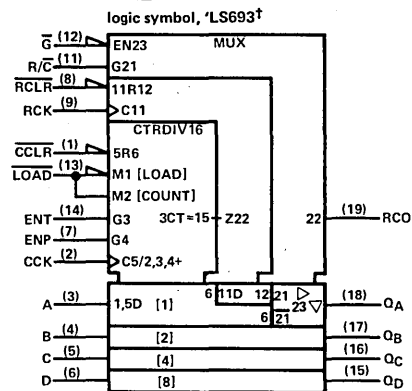 logic symbol, 'LS693†
MUX
G (12) EN23
R/C (11) G21
RCLR (8) 11R12
RCK (9) C11
CTRDIV16
CCLR (1) 5R6
LOAD (13) M1 [LOAD]
M2 [COUNT]
ENT (14) G3 3CT=15 Z22 22 (19) RCO
ENP (7) G4
CCK (2) C5/2,3,4+
A (3) 1,5D [1] 6 11D 12 21 23 (18) QA
6 21
B (4) [2] (17) QB
C (5) [4] (16) QC
D (6) [8] (15) QD